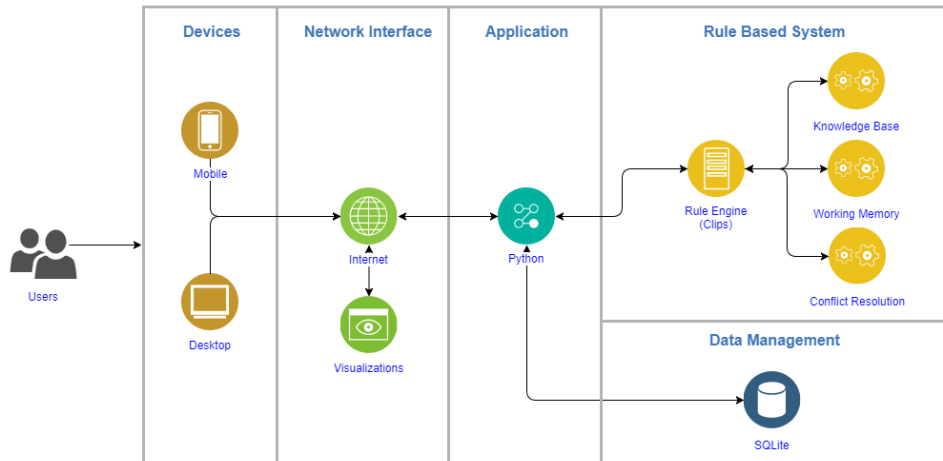 Devices
Network Interface
Application
Rule Based System
Mobile
Knowledge Base
Rule Engine
(Clips)
Working Memory
Users
Internet
Python
Desktop
Conflict Resolution
Visualizations
Data Management
SQLite